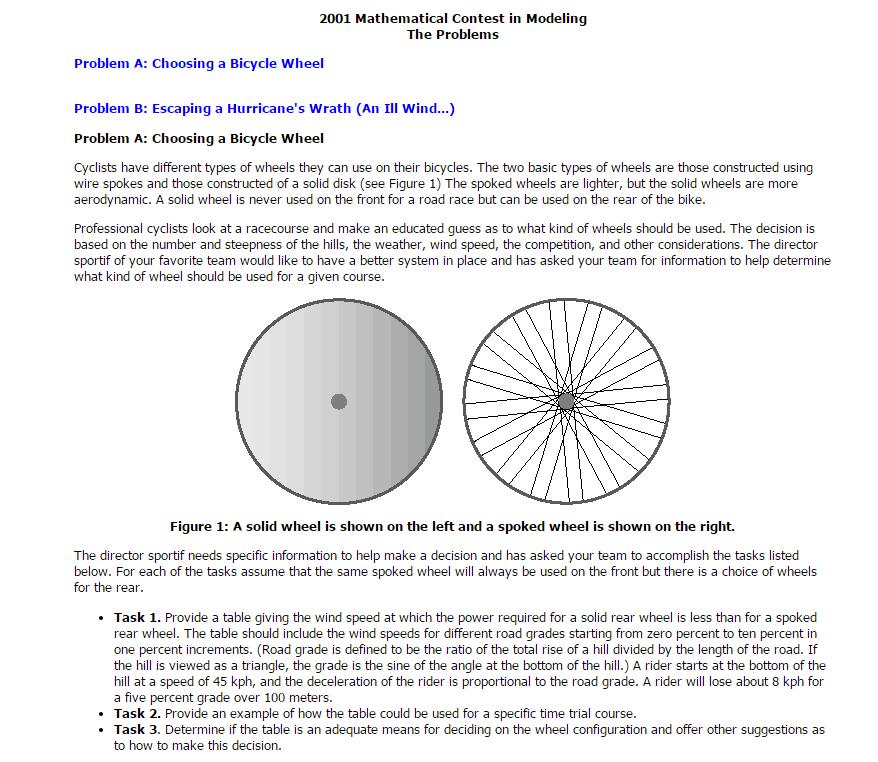 2001 Mathematical Contest in Modeling
The Problems
Problem A: Choosing a Bicycle Wheel
Problem B: Escaping a Hurricane's Wrath (An Ill Wind...)
Problem A: Choosing a Bicycle Wheel
Cyclists have different types of wheels they can use on their bicycles. The two basic types of wheels are those constructed using
wire spokes and those constructed of a solid disk (see Figure 1) The spoked wheels are lighter, but the solid wheels are more
aerodynamic. A solid wheel is never used on the front for a road race but can be used on the rear of the bike.
Professional cyclists look at a racecourse and make an educated guess as to what kind of wheels should be used. The decision is
based on the number and steepness of the hills, the weather, wind speed, the competition, and other considerations. The director
sportif of your favorite team would like to have a better system in place and has asked your team for information to help determine
what kind of wheel should be used for a given course.
Figure 1: A solid wheel is shown on the left and a spoked wheel is shown on the right.
The director sportif needs specific information to help make a decision and has asked your team to accomplish the tasks listed
below. For each of the tasks assume that the same spoked wheel will always be used on the front but there is a choice of wheels
for the rear.
• Task 1. Provide a table giving the wind speed at which the power required for a solid rear wheel is less than for a spoked
rear wheel. The table should include the wind speeds for different road grades starting from zero percent to ten percent in
one percent increments. (Road grade is defined to be the ratio of the total rise of a hill divided by the length of the road. If
the hill is viewed as a triangle, the grade is the sine of the angle at the bottom of the hill.) A rider starts at the bottom of the
hill at a speed of 45 kph, and the deceleration of the rider is proportional to the road grade. A rider will lose about 8 kph for
a five percent grade over 100 meters.
• Task 2. Provide an example of how the table could be used for a specific time trial course.
• Task 3. Determine if the table is an adequate means for deciding on the wheel configuration and offer other suggestions as
to how to make this decision.